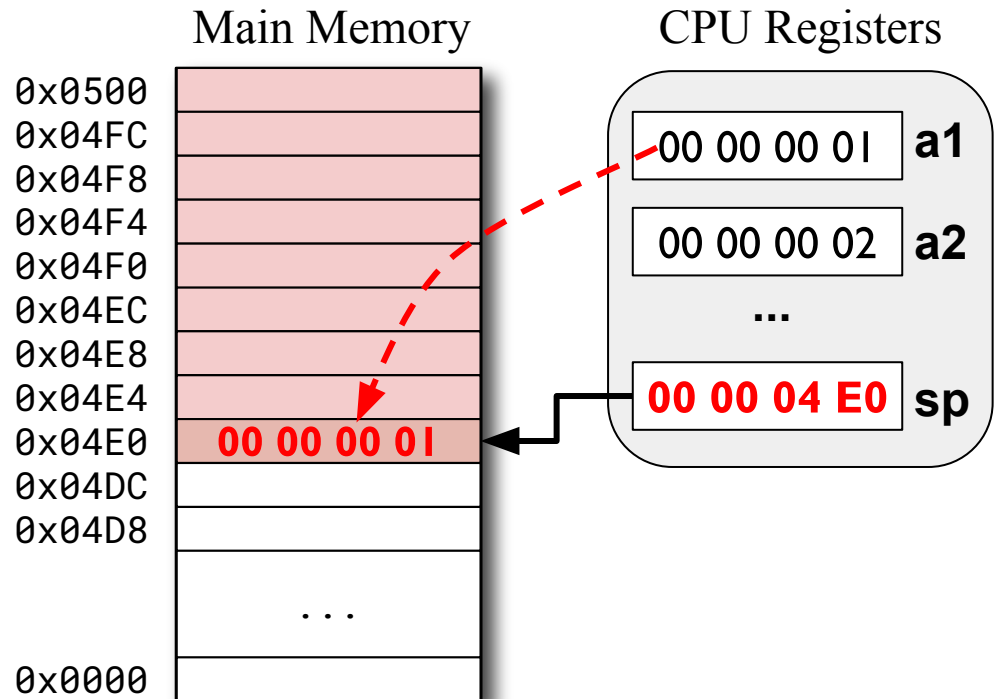 Main Memory
0x0500
0x04FC
0x04F8
0x04F4
0x04F0
0x04EC
0x04E8
0x04E4
0x04E0 00 00 00 01
0x04DC
0x04D8
...
0x0000
CPU Registers
00 00 00 01 a1
00 00 00 02 a2
...
00 00 04 E0 sp